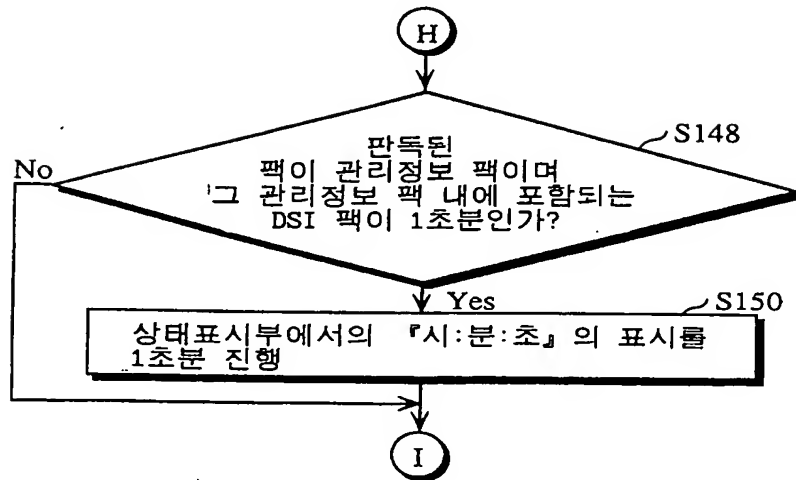 H
S148
판독된
No
팩이 관리정보 팩이며
그 관리정보 팩 내에 포함되는
DSI 팩이 1초분인가?
Yes
S150
상태표시부에서의 『시:분:초』의 표시를
1초분 진행
I